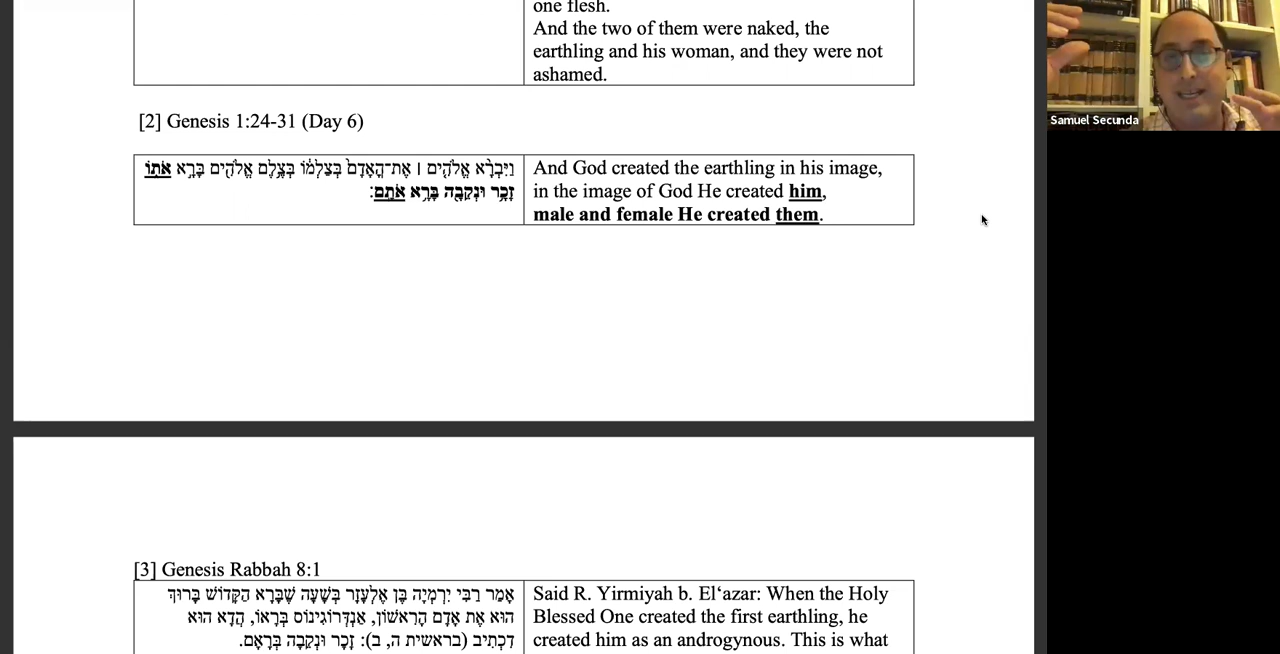 one flesh.
And the two of them were naked, the
earthling and his woman, and they were not
ashamed.
Samuel Secunda
[2] Genesis 1:24-31 (Day 6)
וַיִּבְרָ֨א אֱלֹהִ֤ים ׀ אֶת־הָֽאָדָם֙ בְּצַלְמ֔וֹ בְּצֶ֥לֶם אֱלֹהִ֖ים בָּרָ֣א אֹת֑וֹ
זָכָ֥ר וּנְקֵבָ֖ה בָּרָ֥א אֹתָֽם׃
And God created the earthling in his image,
in the image of God He created him,
male and female He created them.
[3] Genesis Rabbah 8:1
אָמַר רַבִּי יִרְמְיָה בֶּן אֶלְעָזָר בְּשָׁעָה שֶׁבָּרָא הַקָּדוֹשׁ בָּרוּךְ
הוּא אֶת אָדָם הָרִאשׁוֹן, אַנְדְּרוֹגִינוֹס בְּרָאוֹ, הֲדָא הוּא
דִכְתִיב (בראשית ה, ב): זָכָר וּנְקֵבָה בְּרָאָם.
Said R. Yirmiyah b. El‘azar: When the Holy
Blessed One created the first earthling, he
created him as an androgynous. This is what